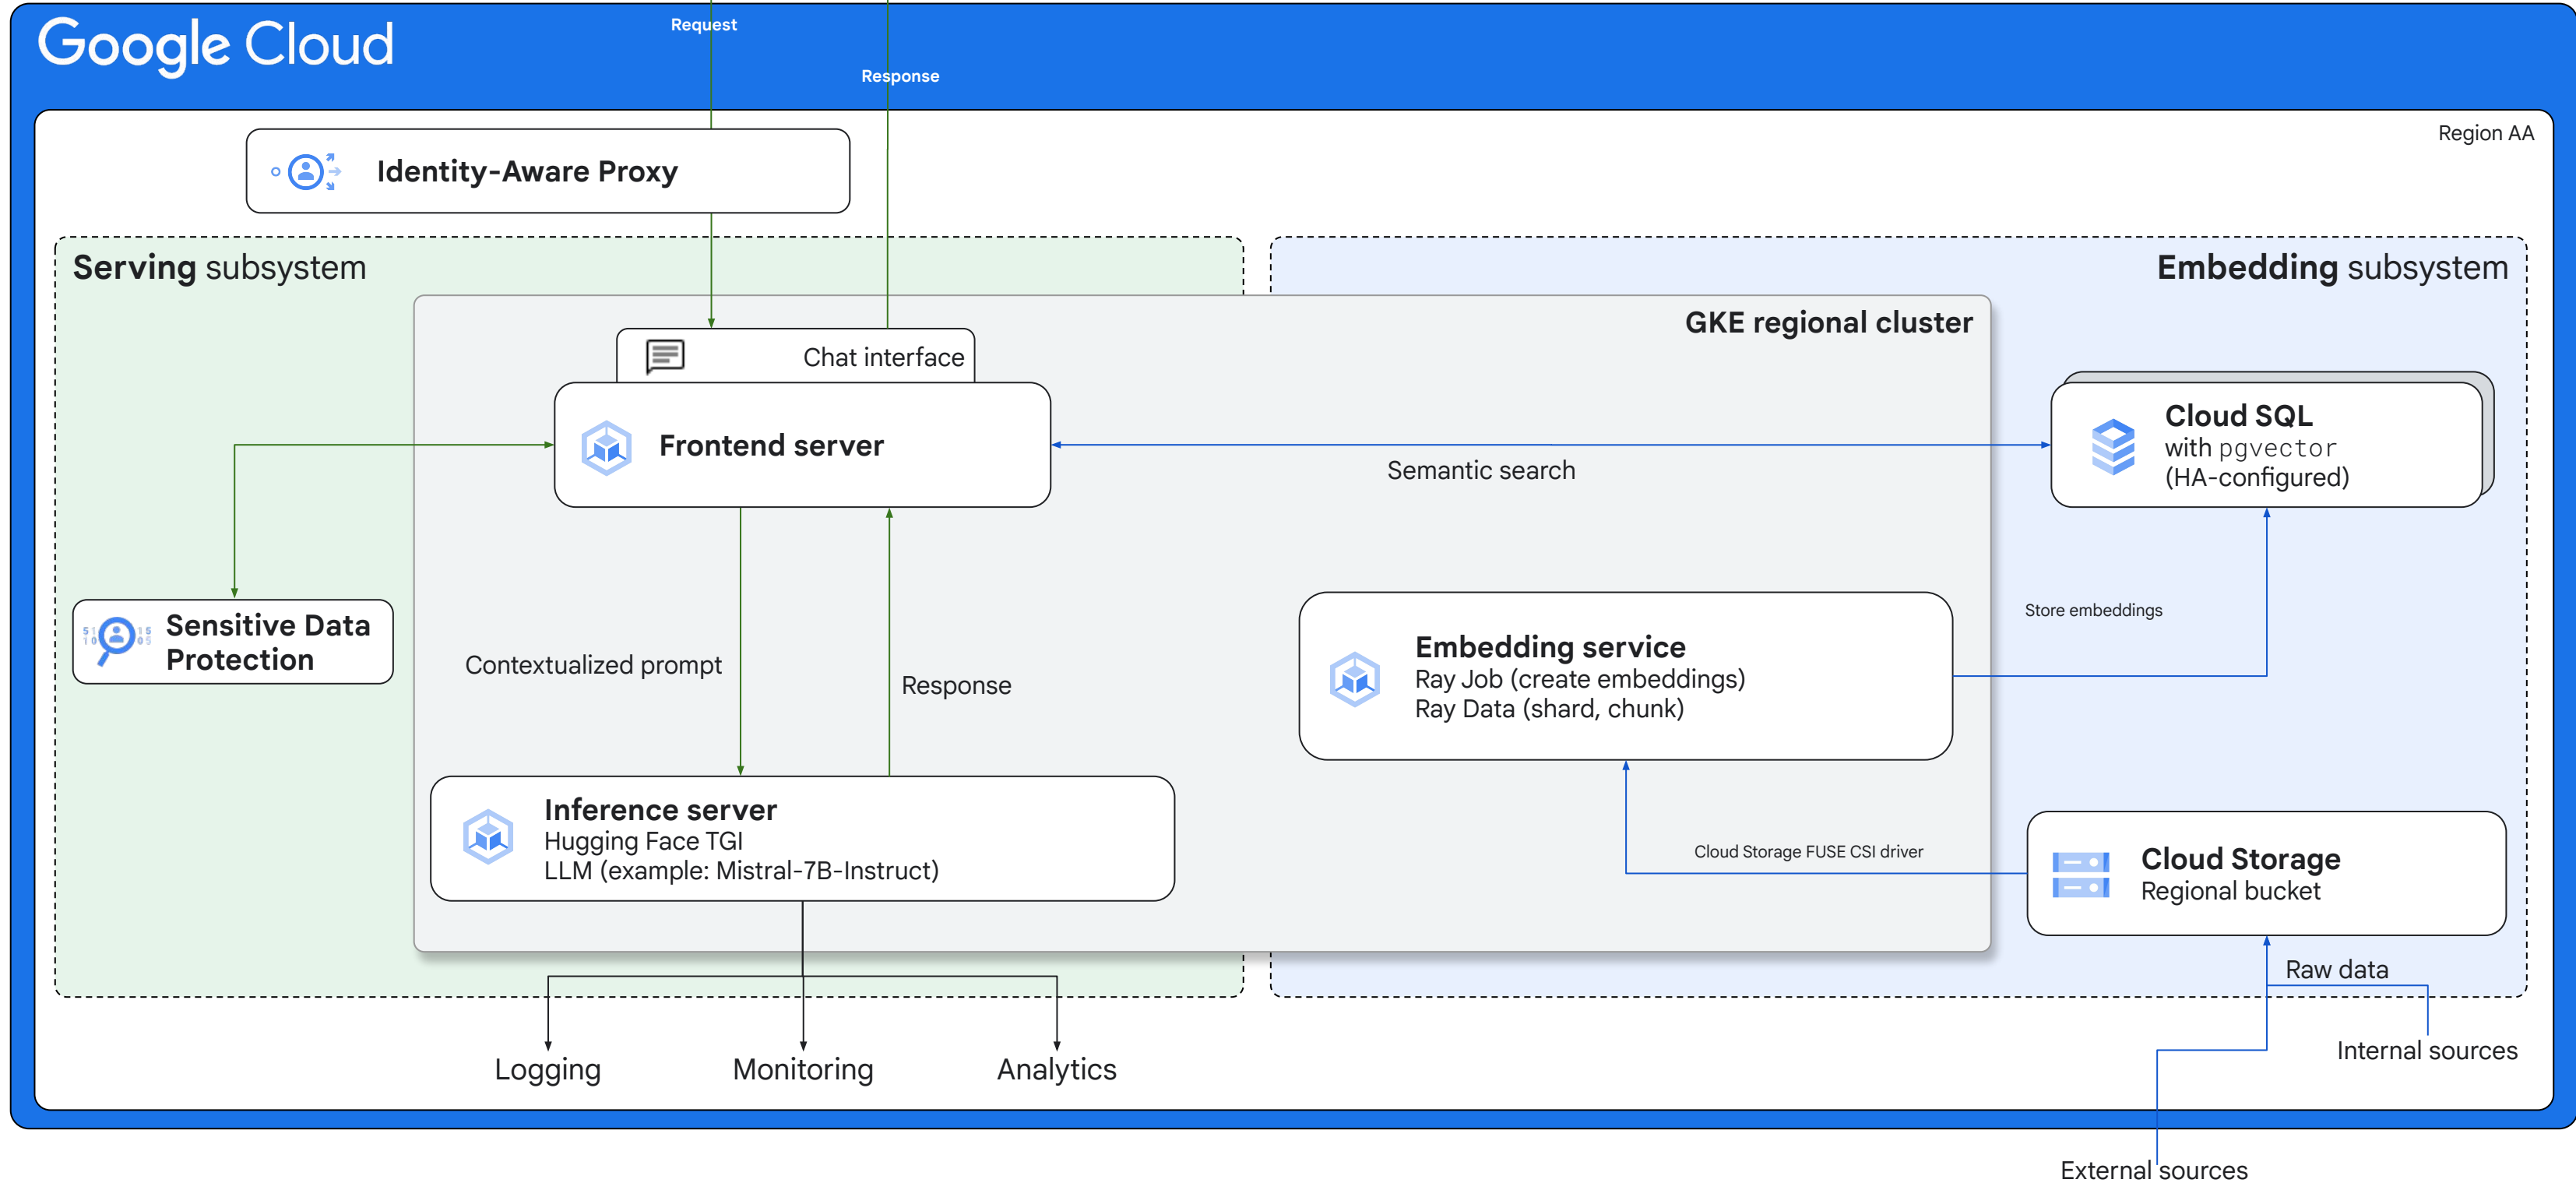 Google Cloud
Request
Response
Region AA
Identity-Aware Proxy
Serving subsystem
Embedding subsystem
GKE regional cluster
Chat interface
Frontend server
Semantic search
Cloud SQL
with pgvector
(HA-configured)
Sensitive Data
Protection
Contextualized prompt
Response
Embedding service
Ray Job (create embeddings)
Ray Data (shard, chunk)
Store embeddings
Inference server
Hugging Face TGI
LLM (example: Mistral-7B-Instruct)
Cloud Storage FUSE CSI driver
Cloud Storage
Regional bucket
Raw data
Logging
Monitoring
Analytics
Internal sources
External sources